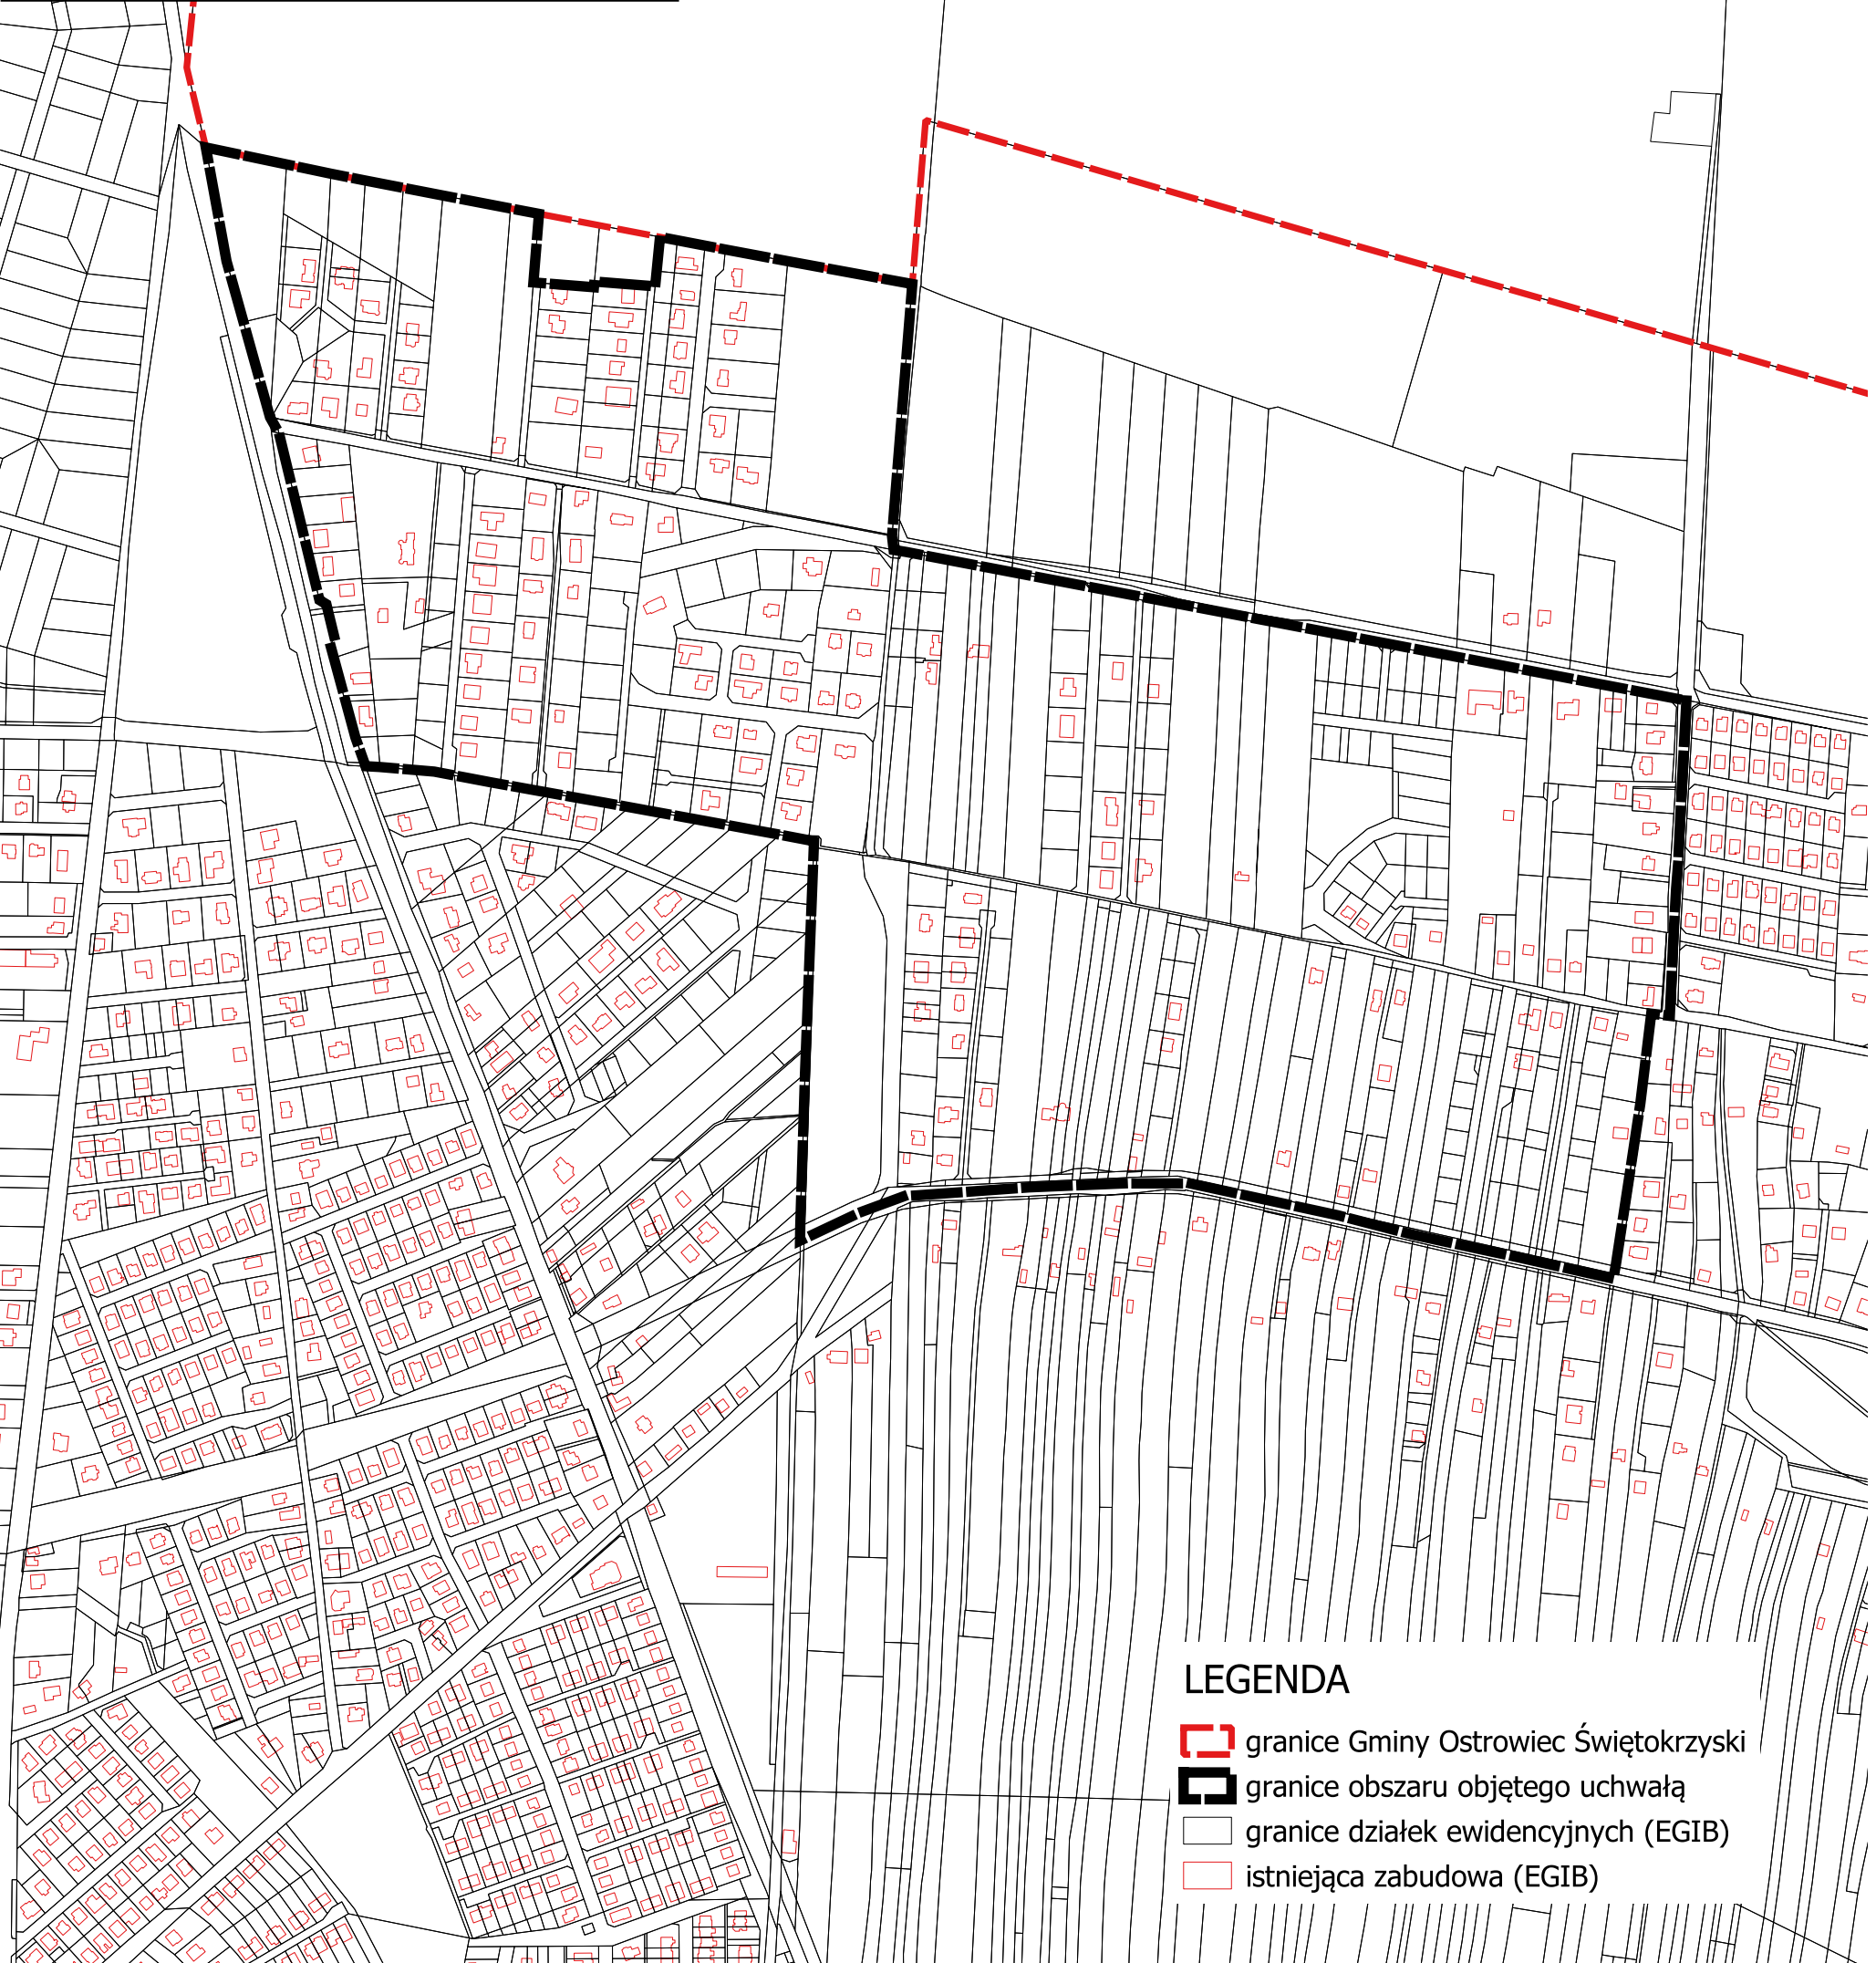 LEGENDA
granice Gminy Ostrowiec Świętokrzyski
granice obszaru objętego uchwałą
granice działek ewidencyjnych (EGIB)
istniejąca zabudowa (EGIB)